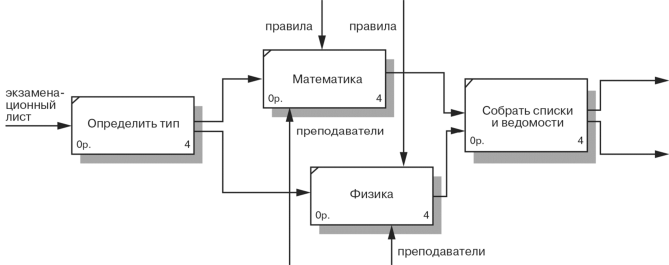 правила
правила
экзамена-
ционный
лист
Определить тип
0р.
4
Математика
0р.
4
преподаватели
Физика
0р.
4
преподаватели
Собрать списки
и ведомости
0р.
4